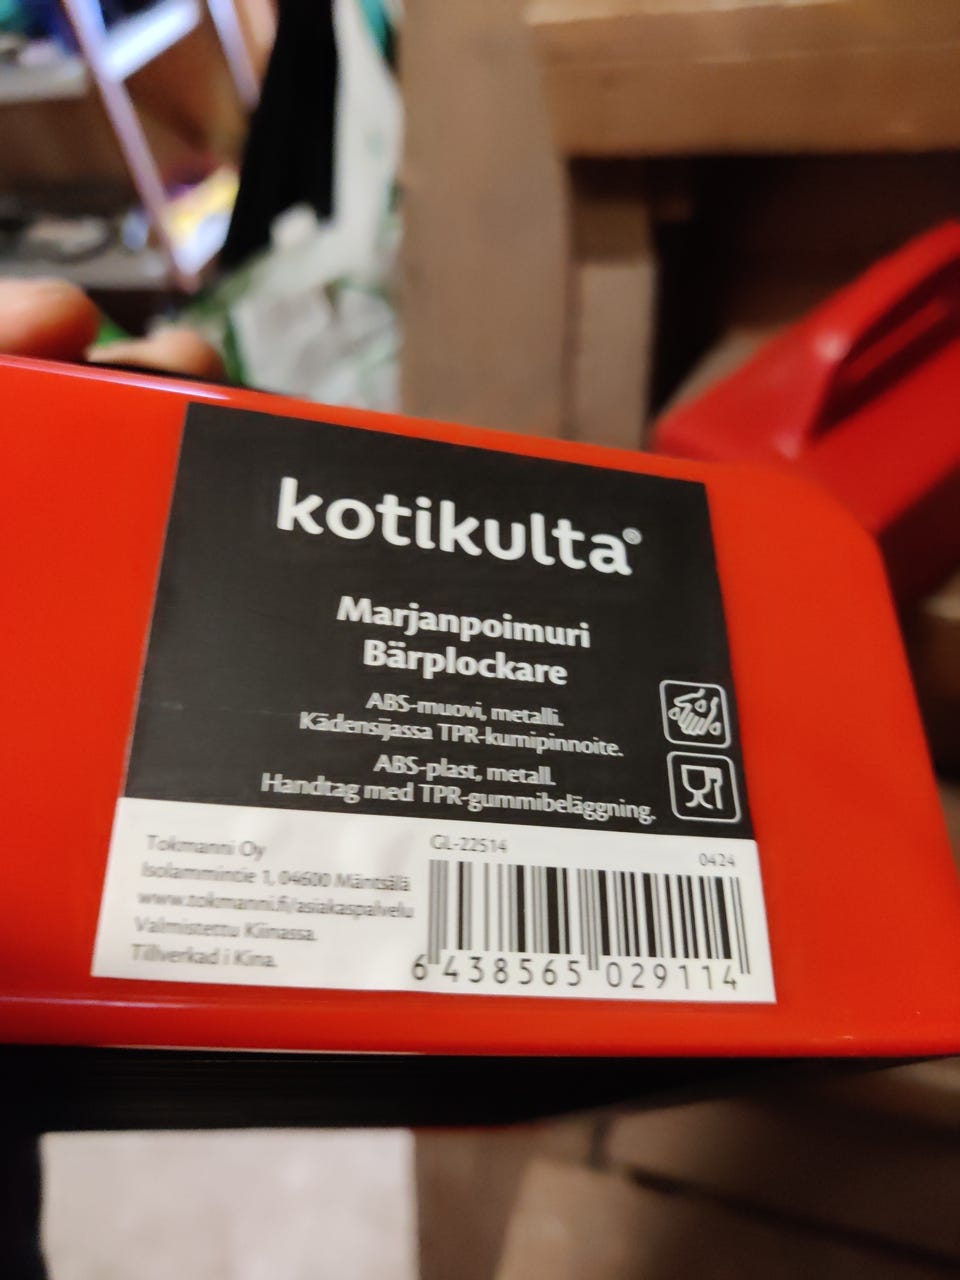 kotikulta®
Marjanpoimuri
Bärplockare
ABS-muovi, metalli.
Kädensijassa TPR-kumipinnoite.
ABS-plast, metall.
Handtag med TPR-gummibeläggning.
Tokmanni Oy
Isolammintie 1, 04600 Mäntsälä
www.tokmanni.fi/asiakaspalvelu
Valmistettu Kiinassa.
Tillverkad i Kina.
GL-22514
0424
6 438565 029114